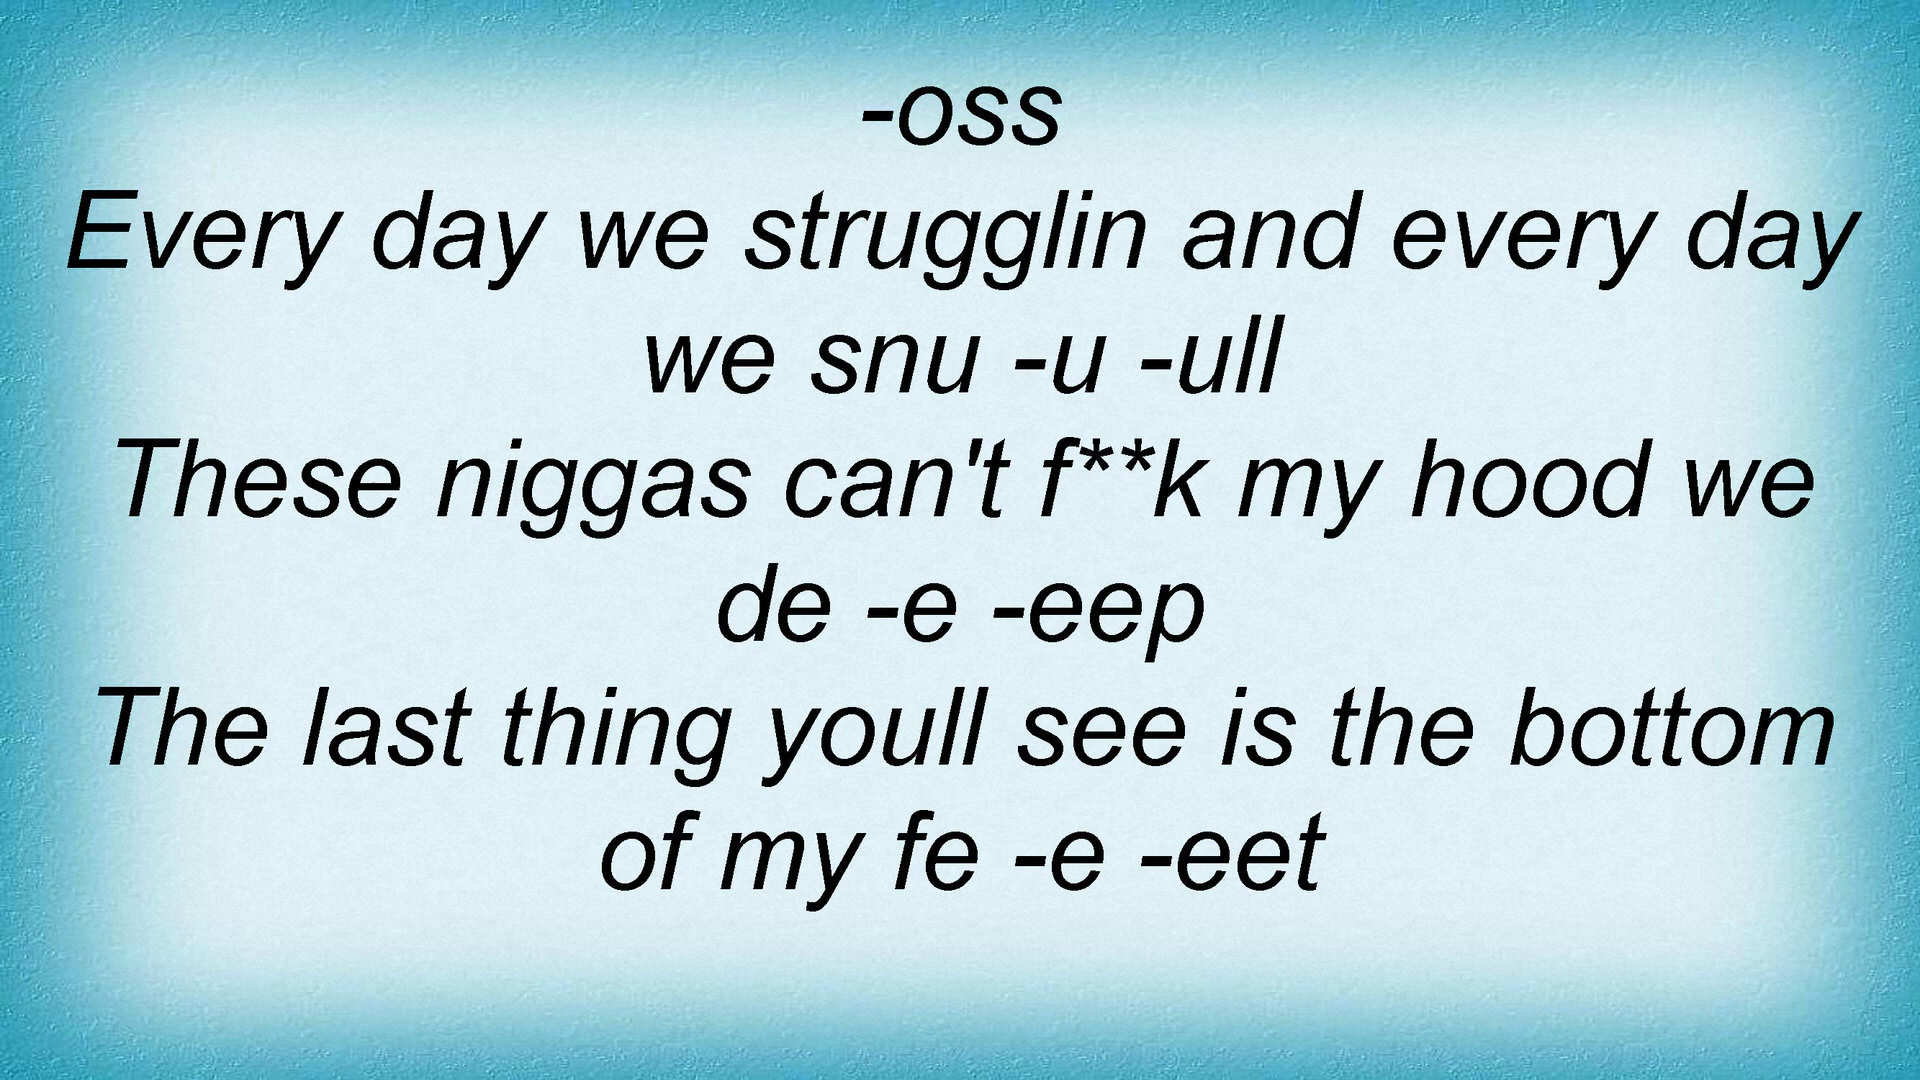 -oss
Every day we strugglin and every day
we snu -u -ull
These niggas can't f**k my hood we
de -e -eep
The last thing youll see is the bottom
of my fe -e -eet